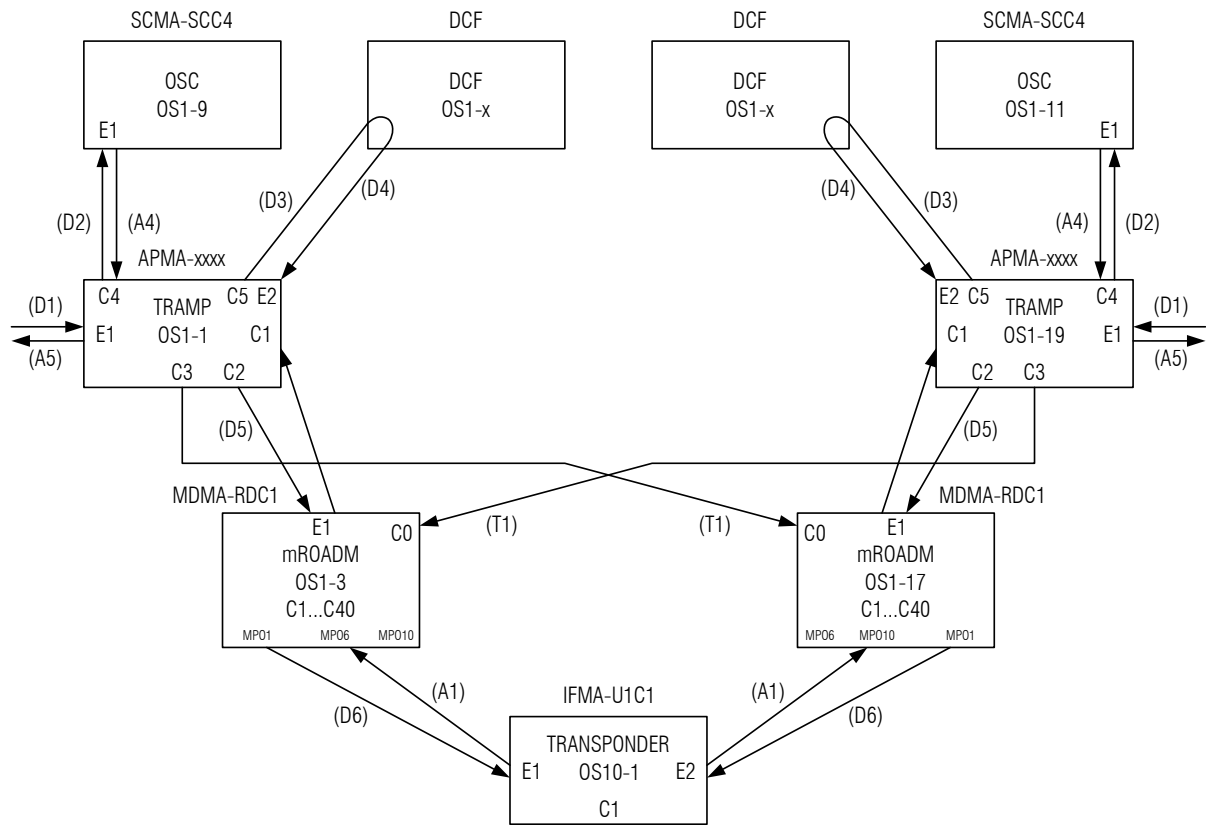 SCMA-SCC4
DCF
DCF
SCMA-SCC4
OSC
OS1-9
E1
DCF
OS1-x
DCF
OS1-x
OSC
OS1-11
E1
(D2)
(A4)
(D3)
(D4)
(D4)
(D3)
(A4)
(D2)
APMA-xxxx
APMA-xxxx
(D1)
(A5)
C4
C5
E2
TRAMP
OS1-1
E1
C1
C3
C2
E2
C5
C4
TRAMP
OS1-19
C1
E1
C2
C3
(D1)
(A5)
(D5)
(D5)
MDMA-RDC1
MDMA-RDC1
(T1)
(T1)
E1
C0
mROADM
OS1-3
C1...C40
MPO1
MPO6
MPO10
C0
E1
mROADM
OS1-17
C1...C40
MPO6
MPO10
MPO1
(A1)
(D6)
(A1)
(D6)
IFMA-U1C1
TRANSPONDER
OS10-1
E1
E2
C1